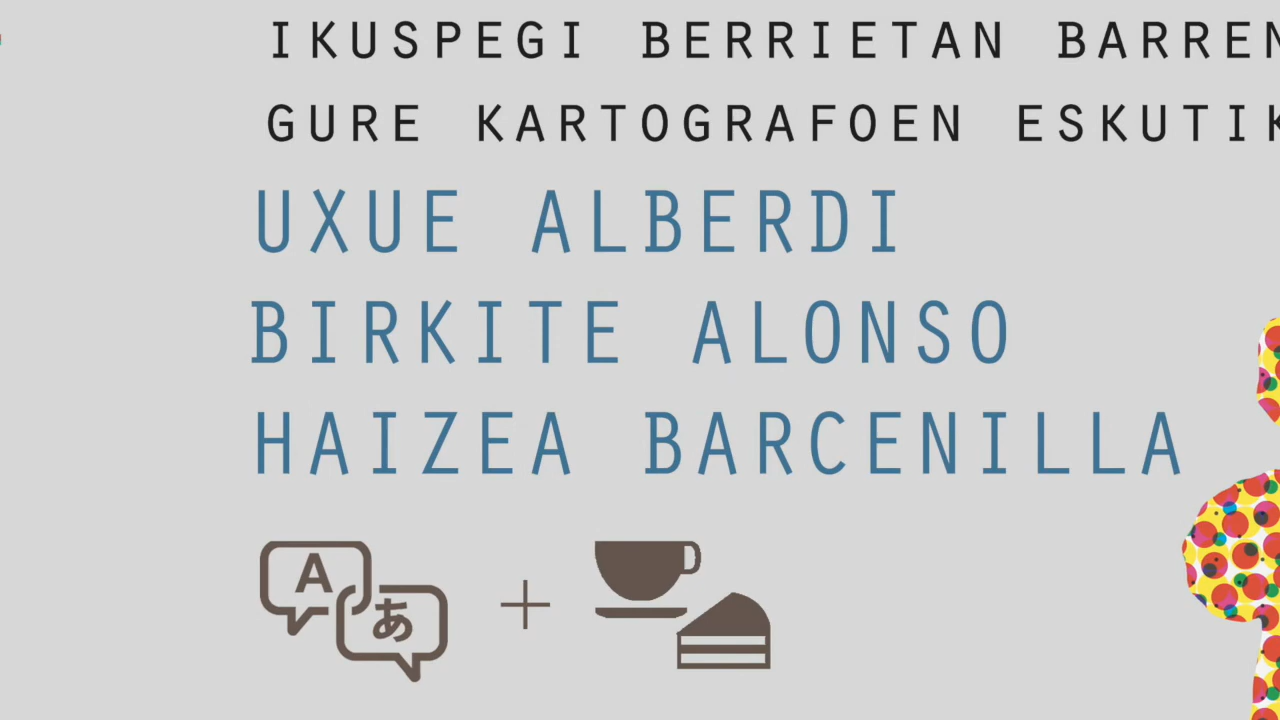 IKUSPEGI BERRIETAN BARREN
GURE KARTOGRAFOEN ESKUTIK
UXUE ALBERDI
BIRKITE ALONSO
HAIZEA BARCENILLA
A
あ